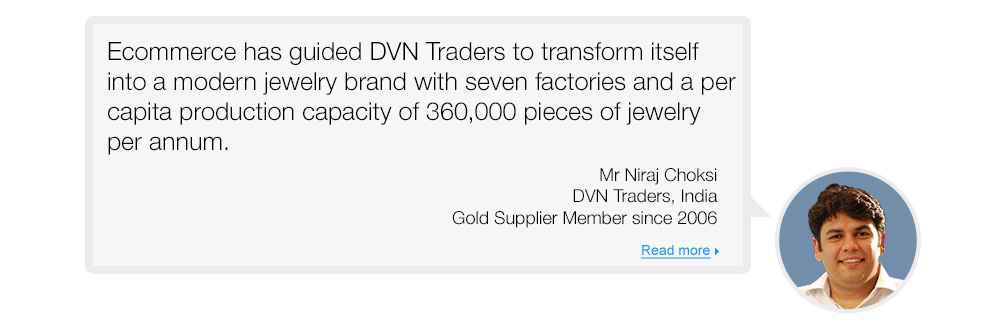 Ecommerce has guided DVN Traders to transform itself
into a modern jewelry brand with seven factories and a per
capita production capacity of 360,000 pieces of jewelry
per annum.
Mr Niraj Choksi
DVN Traders, India
Gold Supplier Member since 2006
Read more